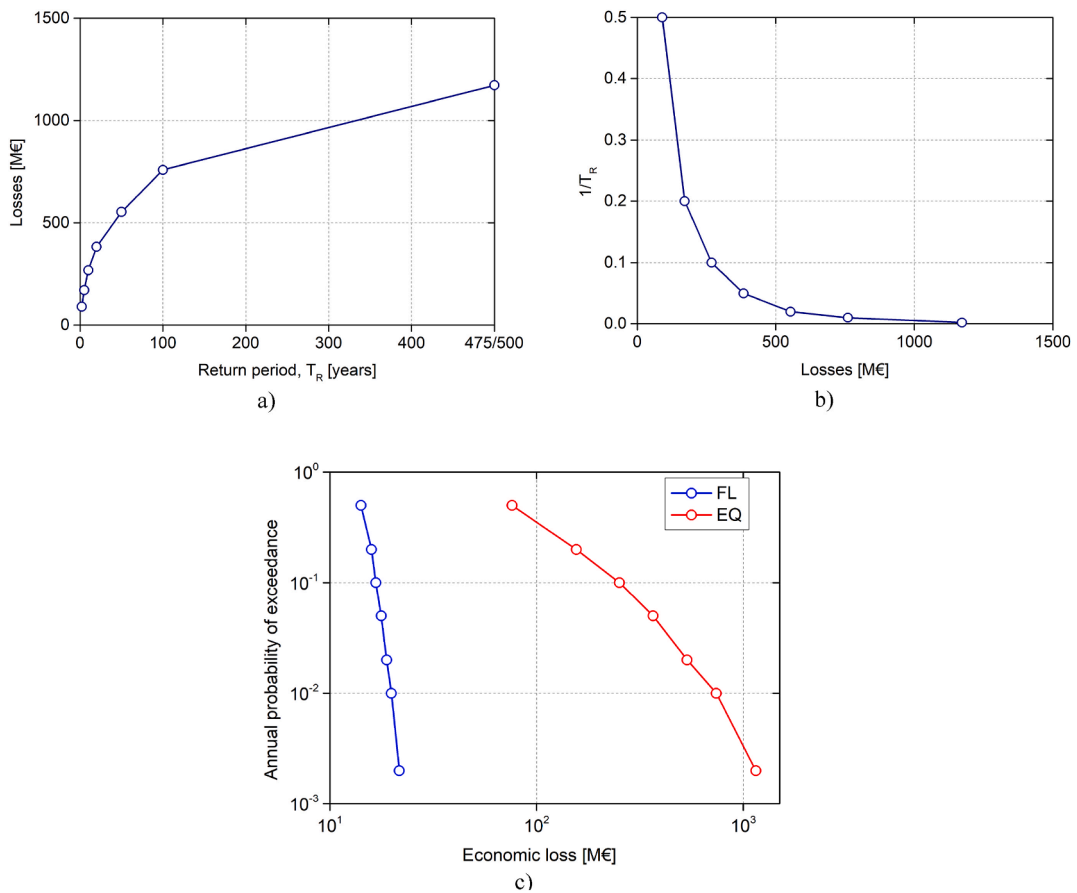 1500
1000
500
0
Losses [M€]
0 100 200 300 400 475/500
Return period, T_R [years]
a)
0.5
0.4
0.3
0.2
0.1
0.0
1/T_R
0 500 1000 1500
Losses [M€]
b)
10^0
10^-1
10^-2
10^-3
Annual probability of exceedance
FL
EQ
10^1 10^2 10^3
Economic loss [M€]
c)